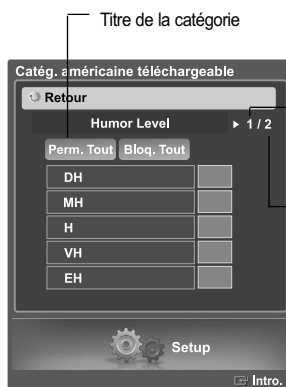 Titre de la catégorie
Catég. américaine téléchargeable
Retour
Humor Level ► 1 / 2
Perm. Tout Bloq. Tout
DH
MH
H
VH
EH
Setup
Intro.